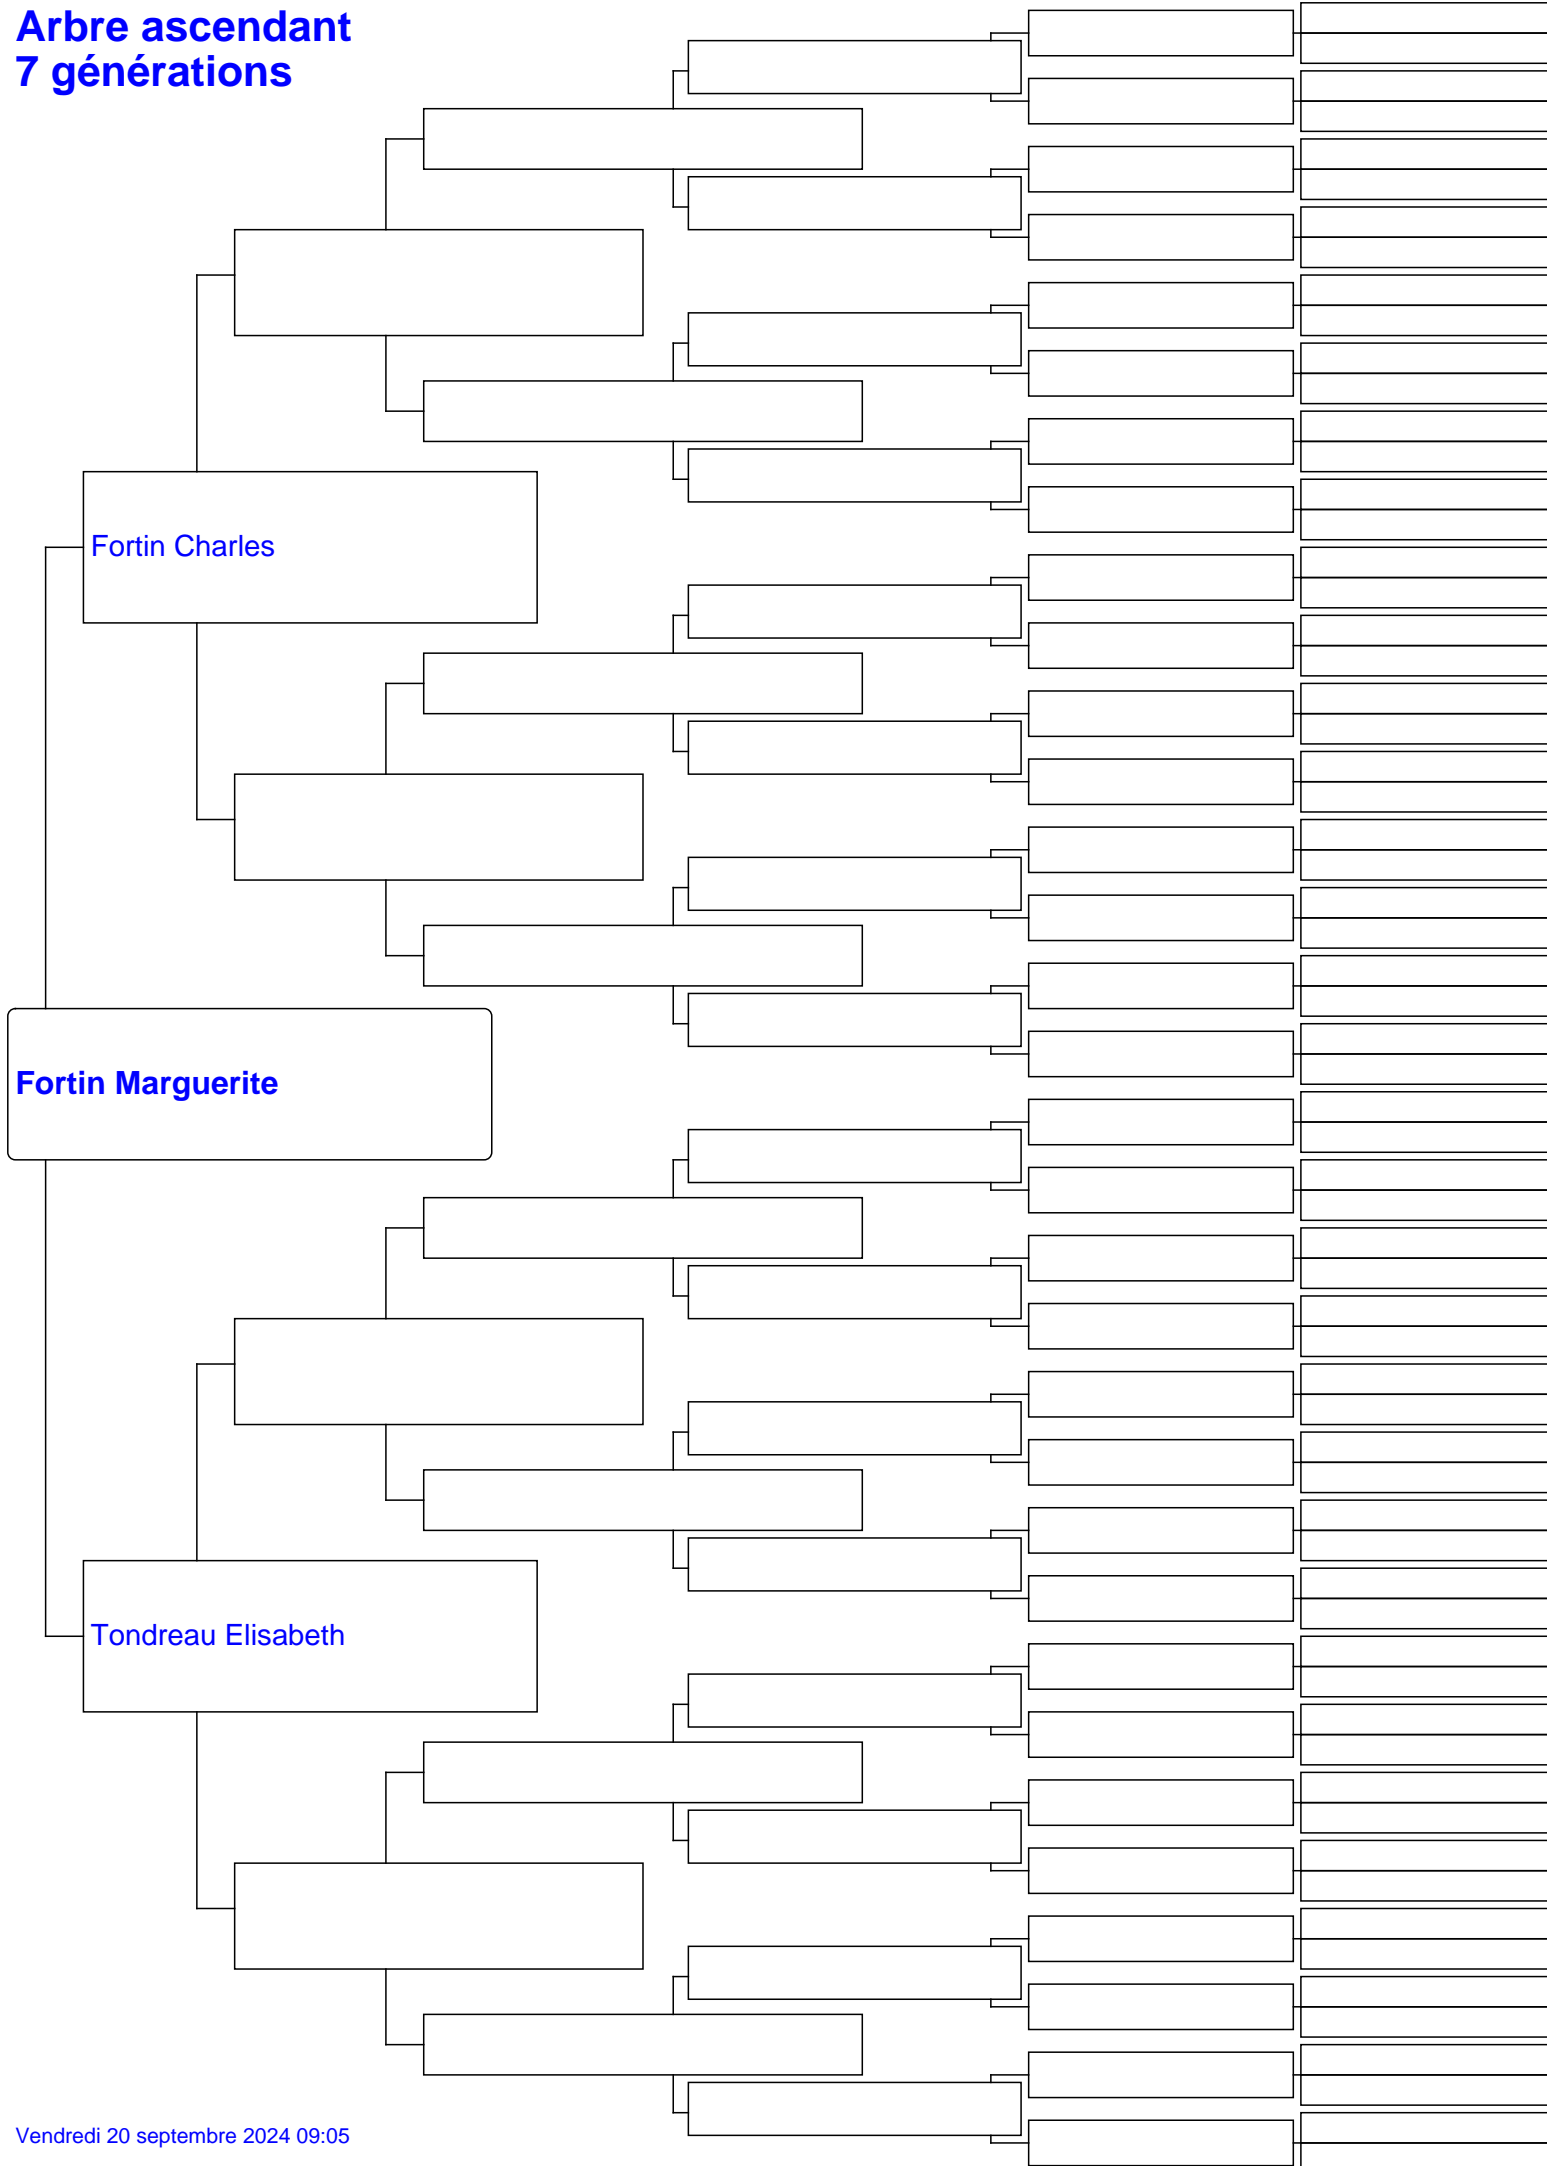 Arbre ascendant
7 générations
Fortin Charles
Fortin Marguerite
Tondreau Elisabeth
Vendredi 20 septembre 2024 09:05